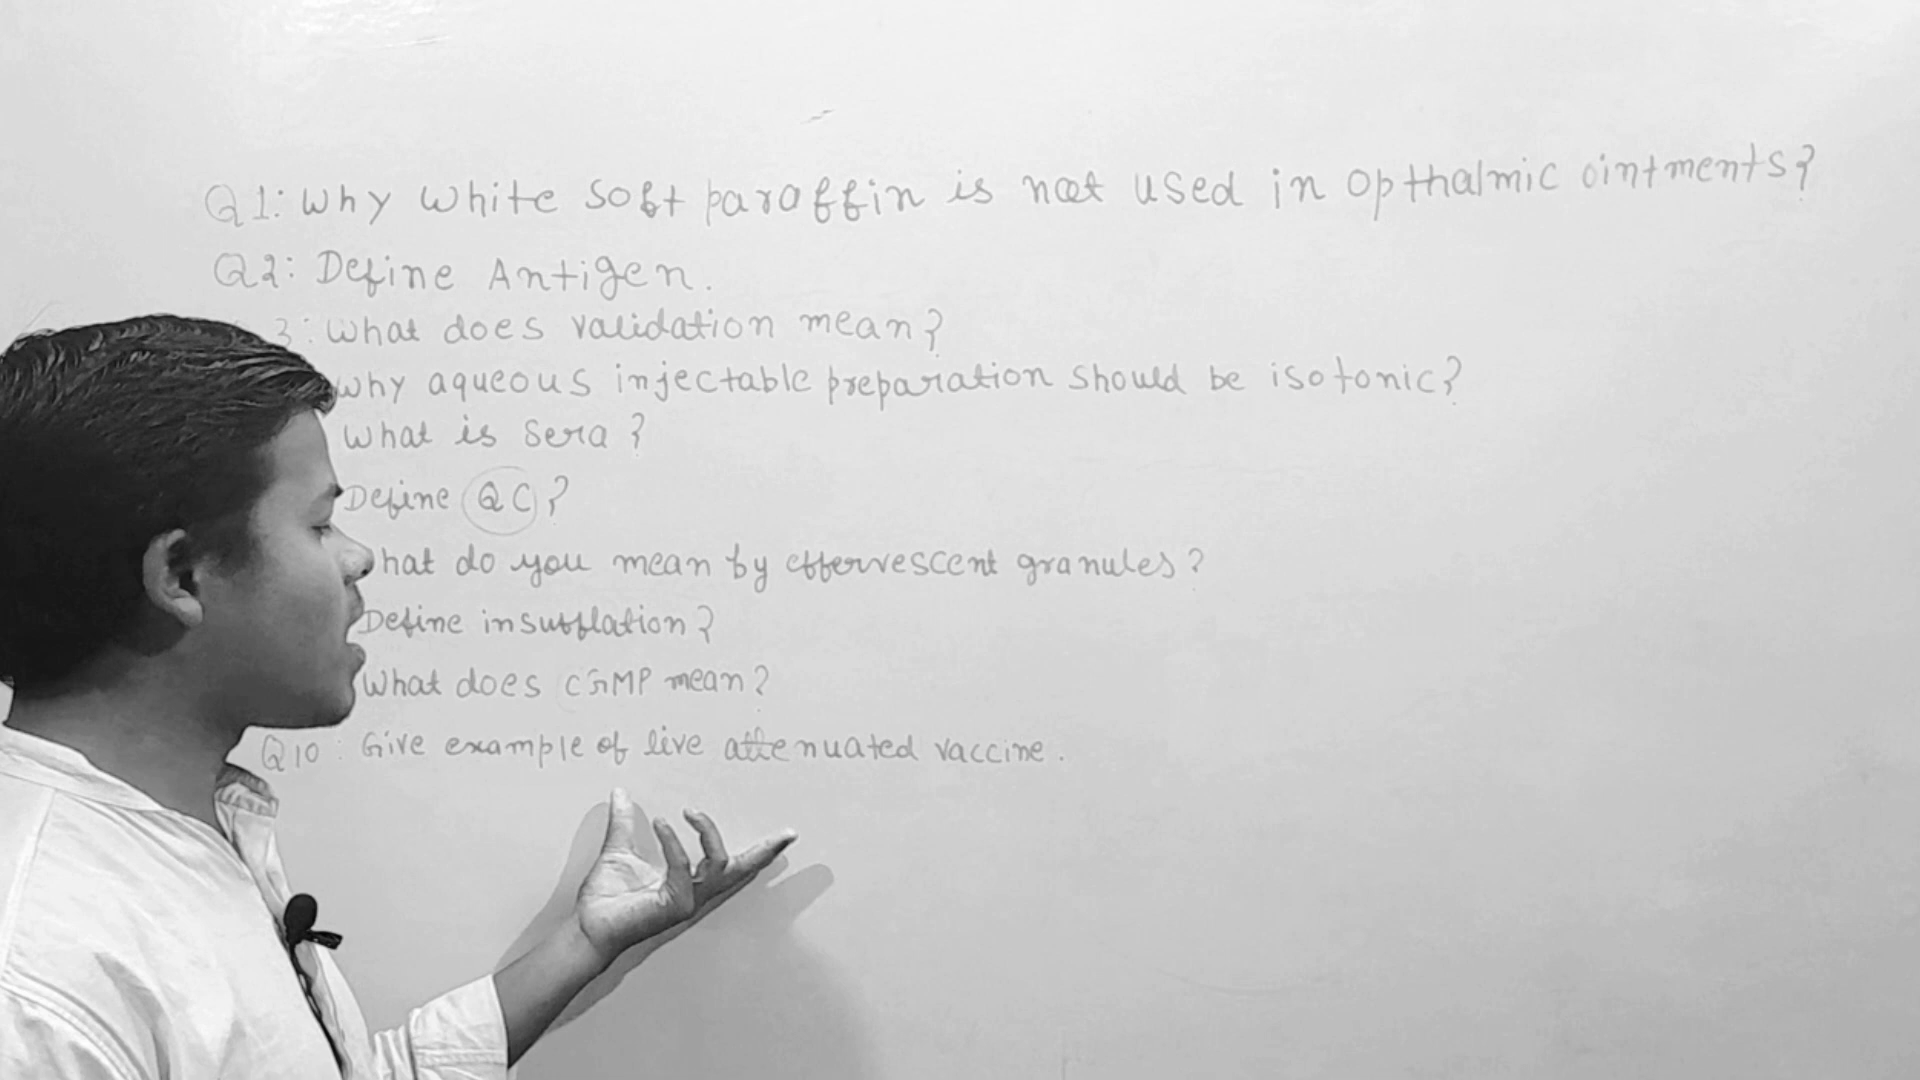 Q1: Why White Soft paraffin is not used in Opthalmic ointments?
Q2: Define Antigen.
3: What does validation mean?
Why aqueous injectable preparation should be isotonic?
What is Sera?
Define QC?
hat do you mean by effervescent granules?
Define insufflation?
What does CGMP mean?
Q10: Give example of live attenuated vaccine.